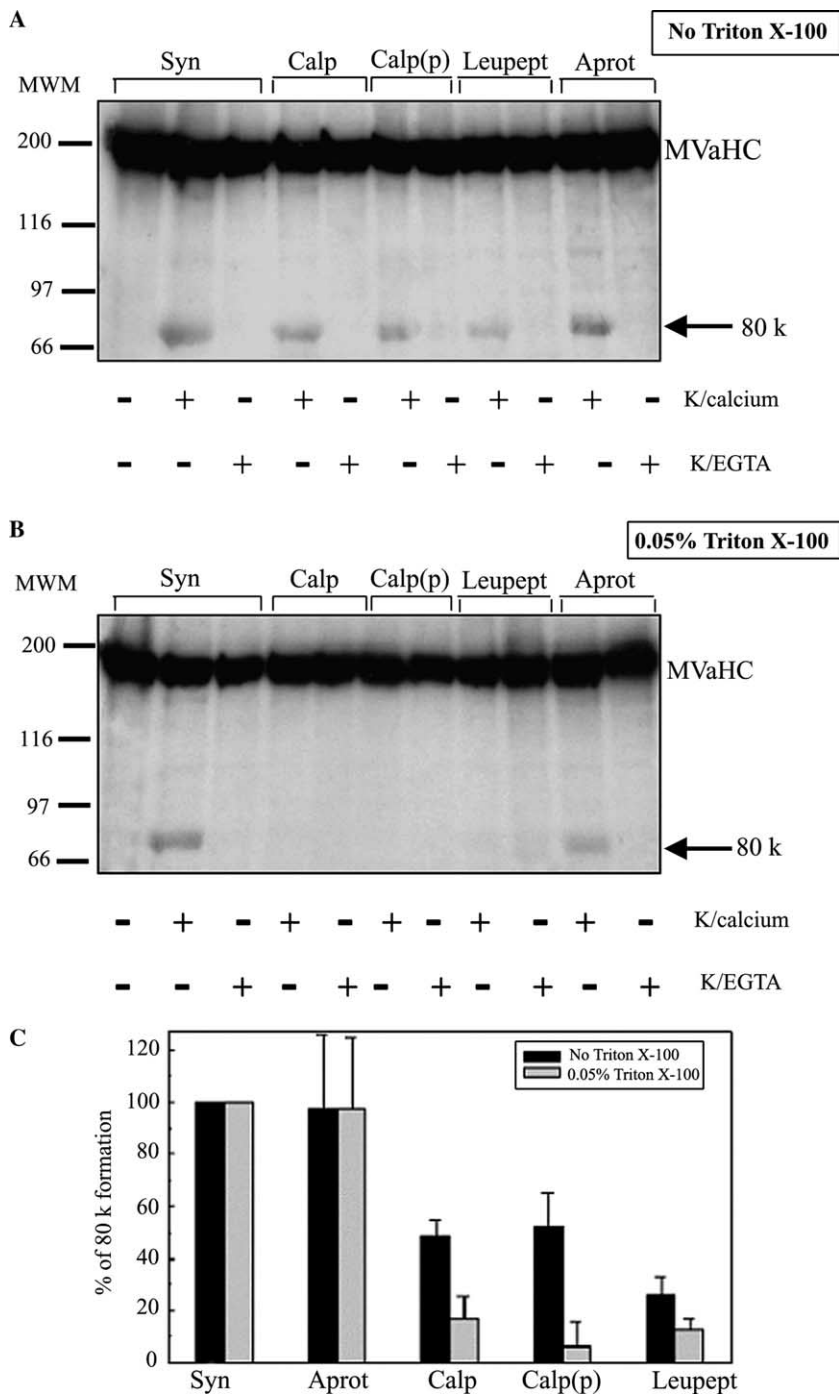 A
No Triton X-100
Syn Calp Calp(p) Leupept Aprot
MWM
200
MVaHC
116
97
66
80 k
- + - + - + - + - + - K/calcium
- - + - + - + - + - + K/EGTA
B
0.05% Triton X-100
Syn Calp Calp(p) Leupept Aprot
MWM
200
MVaHC
116
97
66
80 k
- + - + - + - + - + - K/calcium
- - + - + - + - + - + K/EGTA
C
No Triton X-100
0.05% Triton X-100
% of 80 k formation
120
100
80
60
40
20
0
Syn Aprot Calp Calp(p) Leupept